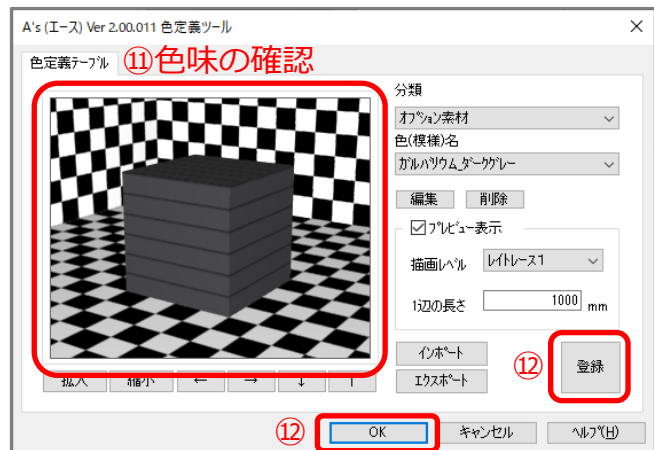 A's (エース) Ver 2.00.011 色定義ツール
色定義ﾃｰﾌﾞﾙ
⑪色味の確認
分類
ｵﾌﾟｼｮﾝ素材
色(模様)名
ｶﾞﾙﾊﾞﾘｳﾑ_ﾀﾞｰｸｸﾞﾚｰ
編集 削除
ﾌﾟﾚﾋﾞｭｰ表示
描画ﾚﾍﾞﾙ ﾚｲﾄﾚｰｽ1
1辺の長さ 1000 mm
ｲﾝﾎﾟｰﾄ
ｴｸｽﾎﾟｰﾄ
⑫ 登録
拡大 縮小 ← → ↓ ↑
⑫ OK ｷｬﾝｾﾙ ﾍﾙﾌﾟ(H)